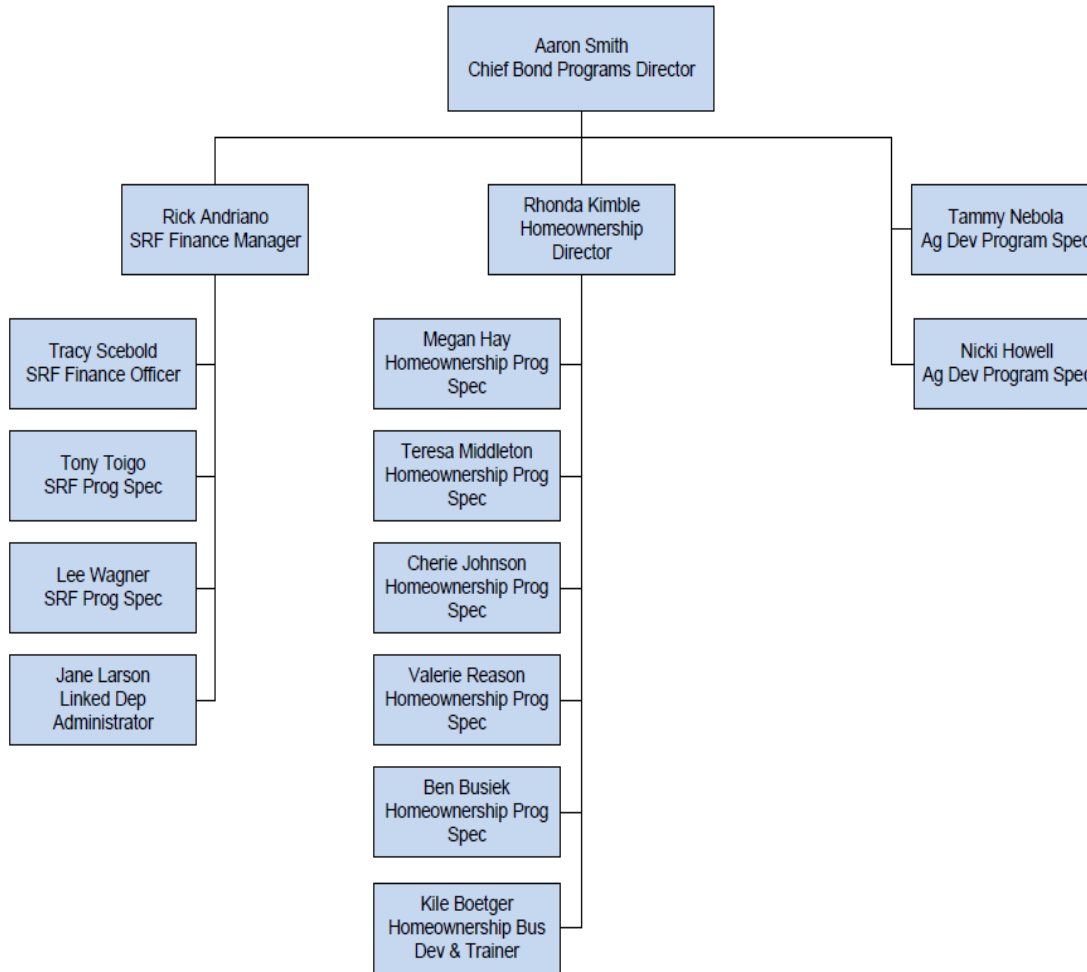 Aaron Smith
Chief Bond Programs Director
Rick Andriano
SRF Finance Manager
Rhonda Kimble
Homeownership
Director
Tammy Nebola
Ag Dev Program Spec
Tracy Scebold
SRF Finance Officer
Megan Hay
Homeownership Prog
Spec
Nicki Howell
Ag Dev Program Spec
Tony Toigo
SRF Prog Spec
Teresa Middleton
Homeownership Prog
Spec
Lee Wagner
SRF Prog Spec
Cherie Johnson
Homeownership Prog
Spec
Jane Larson
Linked Dep
Administrator
Valerie Reason
Homeownership Prog
Spec
Ben Busiek
Homeownership Prog
Spec
Kile Boetger
Homeownership Bus
Dev & Trainer